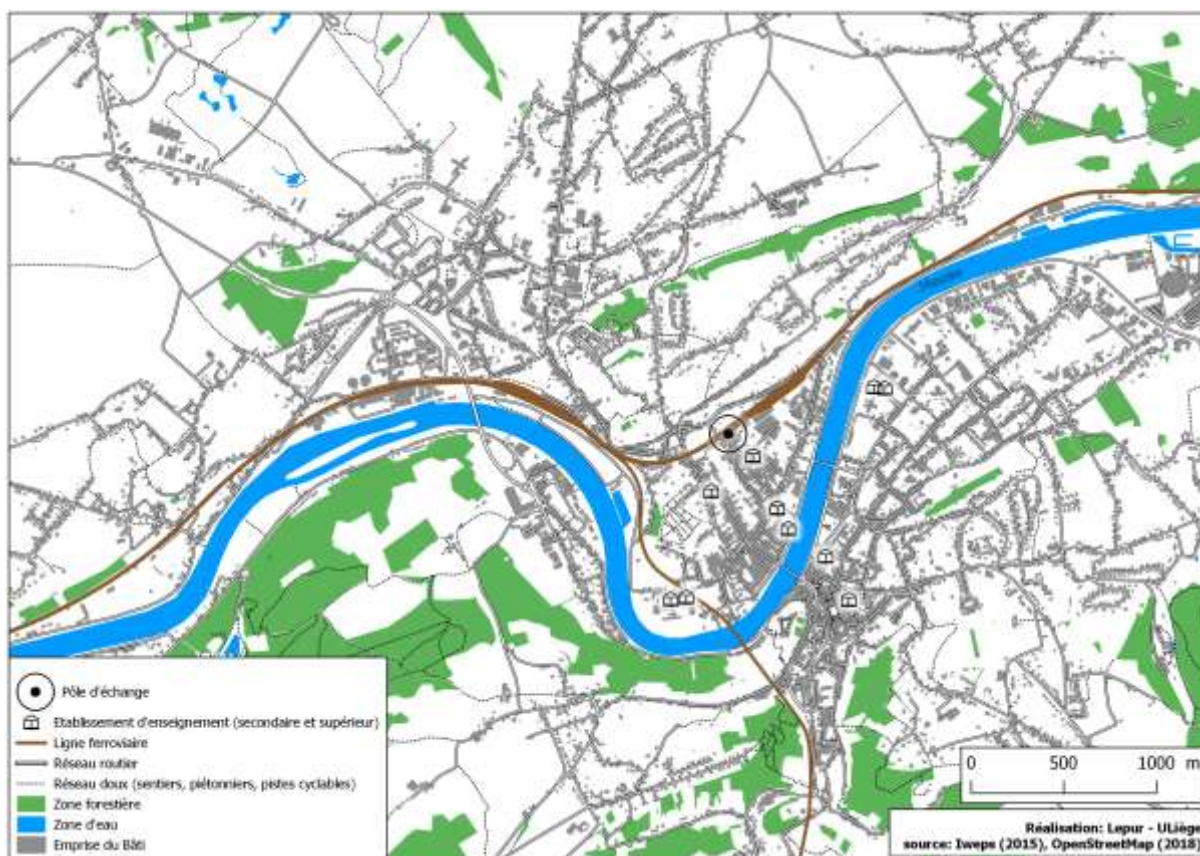 Meuse
Pôle d'échange
Etablissement d'enseignement (secondaire et supérieur)
Ligne ferroviaire
Réseau routier
Réseau doux (sentiers, piétonniers, pistes cyclables)
Zone forestière
Zone d'eau
Emprise du Bâti
0 500 1000 m
Réalisation: Lepur - ULiège
source: Iweps (2015), OpenStreetMap (2018)